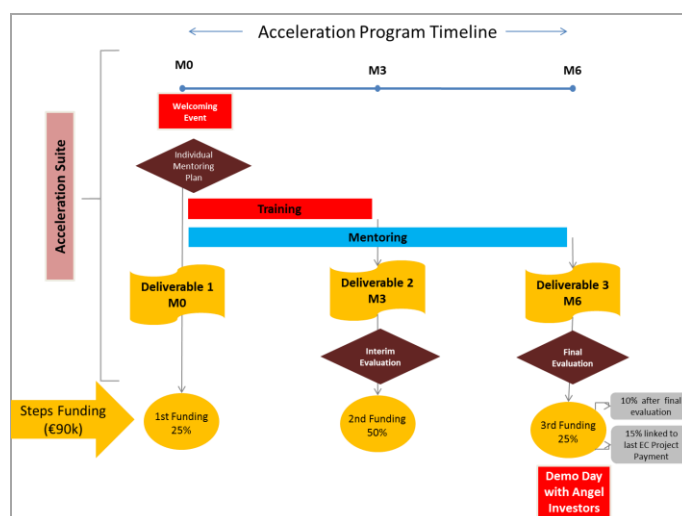 Acceleration Program Timeline
M0
M3
M6
Welcoming
Event
Acceleration Suite
Individual
Mentoring
Plan
Training
Mentoring
Deliverable 1
M0
Deliverable 2
M3
Deliverable 3
M6
Interim
Evaluation
Final
Evaluation
Steps Funding
(€90k)
1st Funding
25%
2nd Funding
50%
3rd Funding
25%
10% after final
evaluation
15% linked to
last EC Project
Payment
Demo Day
with Angel
Investors